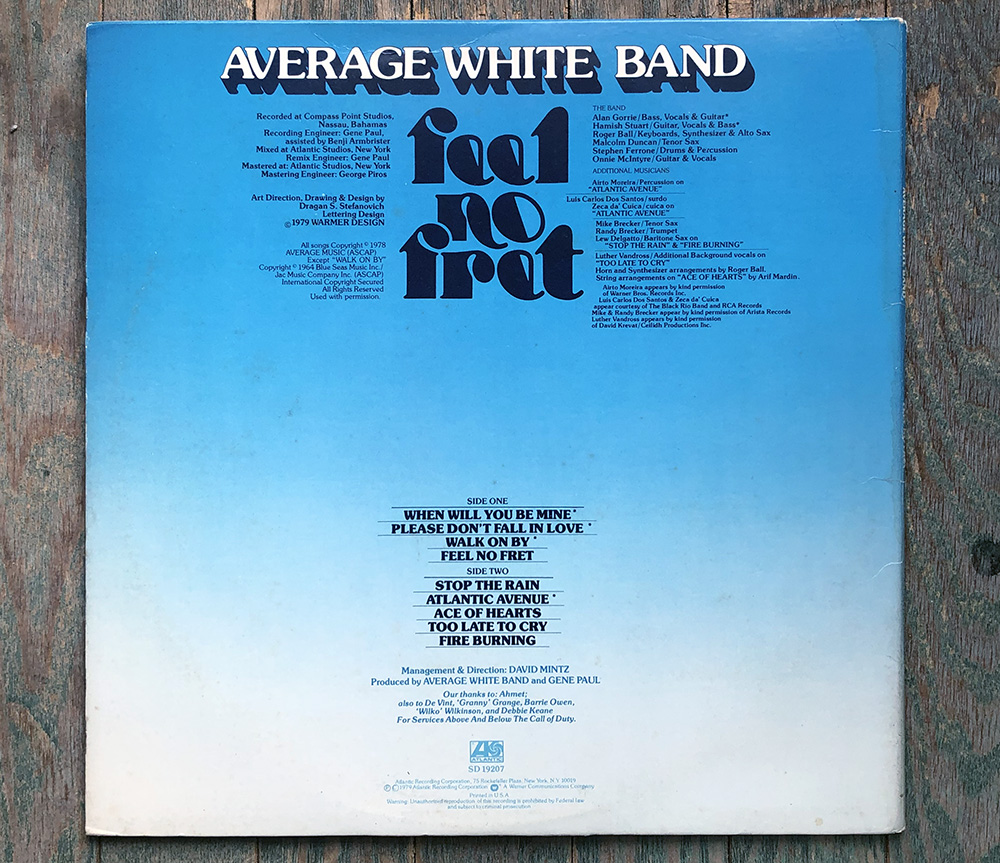 AVERAGE WHITE BAND
feel
no
fret
Recorded at Compass Point Studios,
Nassau, Bahamas
Recording Engineer: Gene Paul,
assisted by Benji Armbrister
Mixed at Atlantic Studios, New York
Remix Engineer: Gene Paul
Mastered at: Atlantic Studios, New York
Mastering Engineer: George Piros
Art Direction, Drawing & Design by
Dragan S. Stefanovich
Lettering Design
©1979 WARMER DESIGN
All songs Copyright © 1978
AVERAGE MUSIC (ASCAP)
Except "WALK ON BY"
Copyright © 1964 Blue Seas Music Inc./
Jac Music Company Inc. (ASCAP)
International Copyright Secured
All Rights Reserved
Used with permission.
THE BAND
Alan Gorrie/Bass, Vocals & Guitar*
Hamish Stuart/Guitar, Vocals & Bass*
Roger Ball/Keyboards, Synthesizer & Alto Sax
Malcolm Duncan/Tenor Sax
Stephen Ferrone/Drums & Percussion
Onnie McIntyre/Guitar & Vocals
ADDITIONAL MUSICIANS
Airto Moreira/Percussion on
"ATLANTIC AVENUE"
Luis Carlos Dos Santos/surdo
Zeca da' Cuica/cuica on
"ATLANTIC AVENUE"
Mike Brecker/Tenor Sax
Randy Brecker/Trumpet
Lew Delgatto/Baritone Sax on
"STOP THE RAIN" & "FIRE BURNING"
Luther Vandross/Additional Background vocals on
"TOO LATE TO CRY"
Horn and Synthesizer arrangements by Roger Ball.
String arrangements on "ACE OF HEARTS" by Arif Mardin.
Airto Moreira appears by kind permission
of Warner Bros. Records Inc.
Luis Carlos Dos Santos & Zeca da' Cuica
appear courtesy of The Black Rio Band and RCA Records
Mike & Randy Brecker appear by kind permission of Arista Records
Luther Vandross appears by kind permission
of David Krevat/Ceilidh Productions Inc.
SIDE ONE
WHEN WILL YOU BE MINE*
PLEASE DON'T FALL IN LOVE *
WALK ON BY *
FEEL NO FRET
SIDE TWO
STOP THE RAIN
ATLANTIC AVENUE *
ACE OF HEARTS
TOO LATE TO CRY
FIRE BURNING
Management & Direction: DAVID MINTZ
Produced by AVERAGE WHITE BAND and GENE PAUL
Our thanks to: Ahmet;
also to De Vint, 'Granny' Grange, Barrie Owen,
'Wilko' Wilkinson, and Debbie Keane
For Services Above And Below The Call of Duty.
ATLANTIC
SD 19207
Atlantic Recording Corporation, 75 Rockefeller Plaza, New York, N.Y. 10019
℗ © 1979 Atlantic Recording Corporation A Warner Communications Company
Printed in U.S.A
Warning: Unauthorized reproduction of this recording is prohibited by Federal law
and subject to criminal prosecution